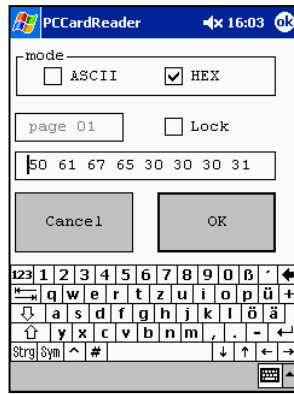 PCCardReader 16:03 ok
mode
ASCII HEX
page 01 Lock
50 61 67 65 30 30 30 31
Cancel OK
123 1 2 3 4 5 6 7 8 9 0 ß ´
q w e r t z u i o p ü +
a s d f g h j k l ö ä
y x c v b n m , . -
Strg Sym ^ #